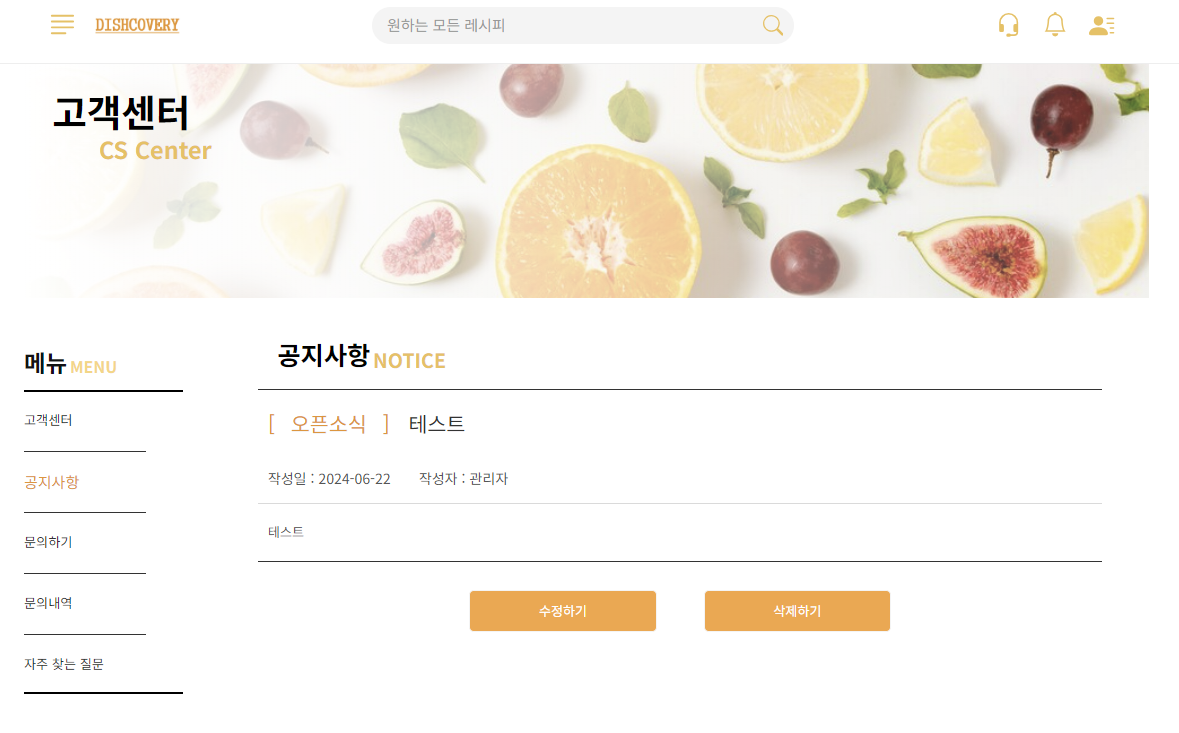 DISHCOVERY
원하는 모든 레시피
고객센터
CS Center
메뉴 MENU
고객센터
공지사항
문의하기
문의내역
자주 찾는 질문
공지사항 NOTICE
[ 오픈소식 ] 테스트
작성일 : 2024-06-22 작성자 : 관리자
테스트
수정하기
삭제하기